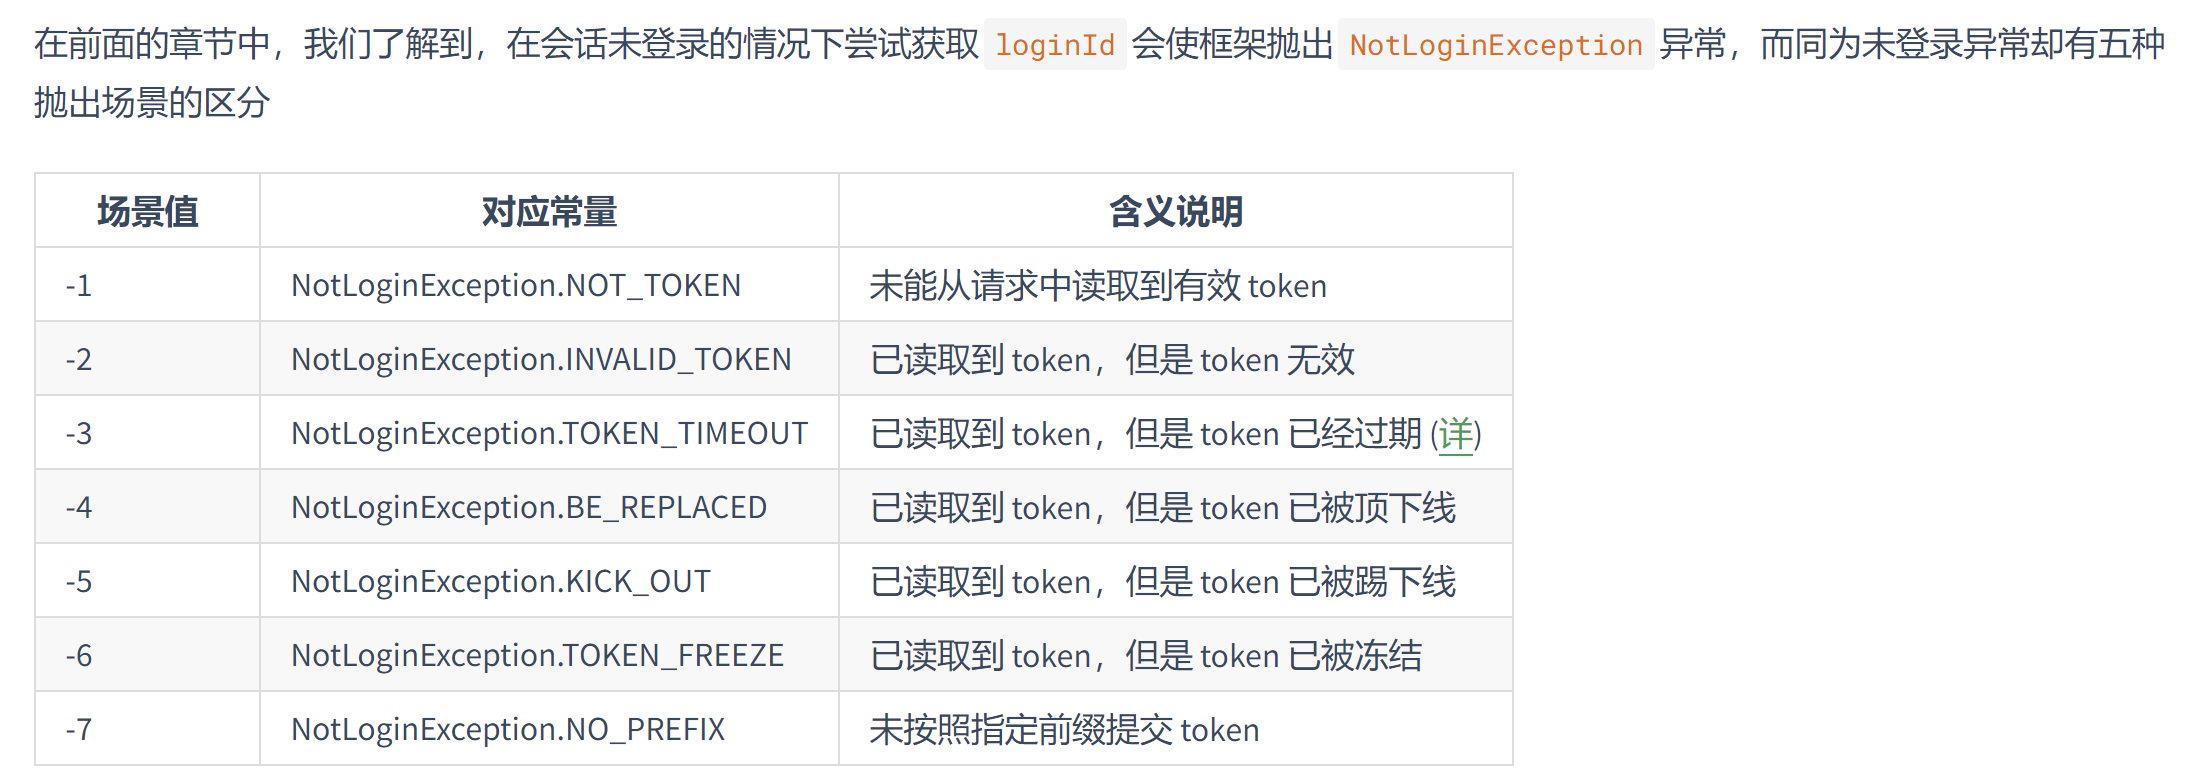 在前面的章节中，我们了解到，在会话未登录的情况下尝试获取 loginId 会使框架抛出 NotLoginException 异常，而同为未登录异常却有五种
抛出场景的区分
场景值 对应常量 含义说明
-1 NotLoginException.NOT_TOKEN 未能从请求中读取到有效 token
-2 NotLoginException.INVALID_TOKEN 已读取到 token，但是 token 无效
-3 NotLoginException.TOKEN_TIMEOUT 已读取到 token，但是 token 已经过期 (详)
-4 NotLoginException.BE_REPLACED 已读取到 token，但是 token 已被顶下线
-5 NotLoginException.KICK_OUT 已读取到 token，但是 token 已被踢下线
-6 NotLoginException.TOKEN_FREEZE 已读取到 token，但是 token 已被冻结
-7 NotLoginException.NO_PREFIX 未按照指定前缀提交 token